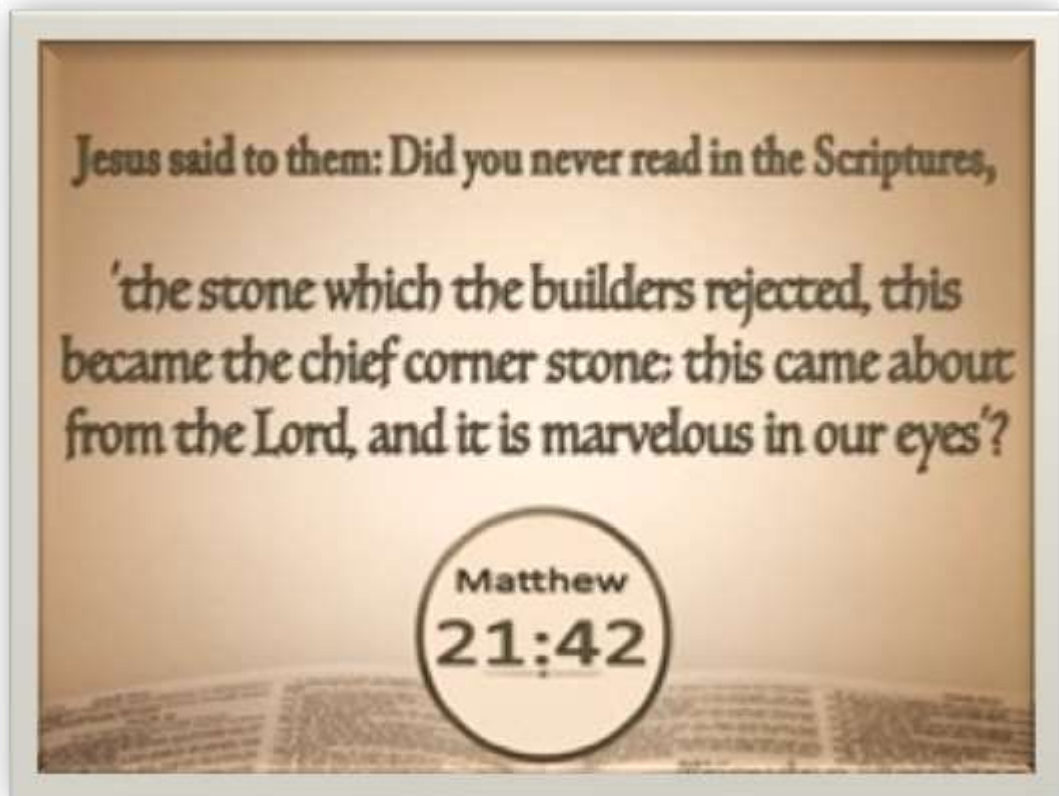 Jesus said to them: Did you never read in the Scriptures,
'the stone which the builders rejected, this
became the chief corner stone: this came about
from the Lord, and it is marvelous in our eyes'?
Matthew
21:42